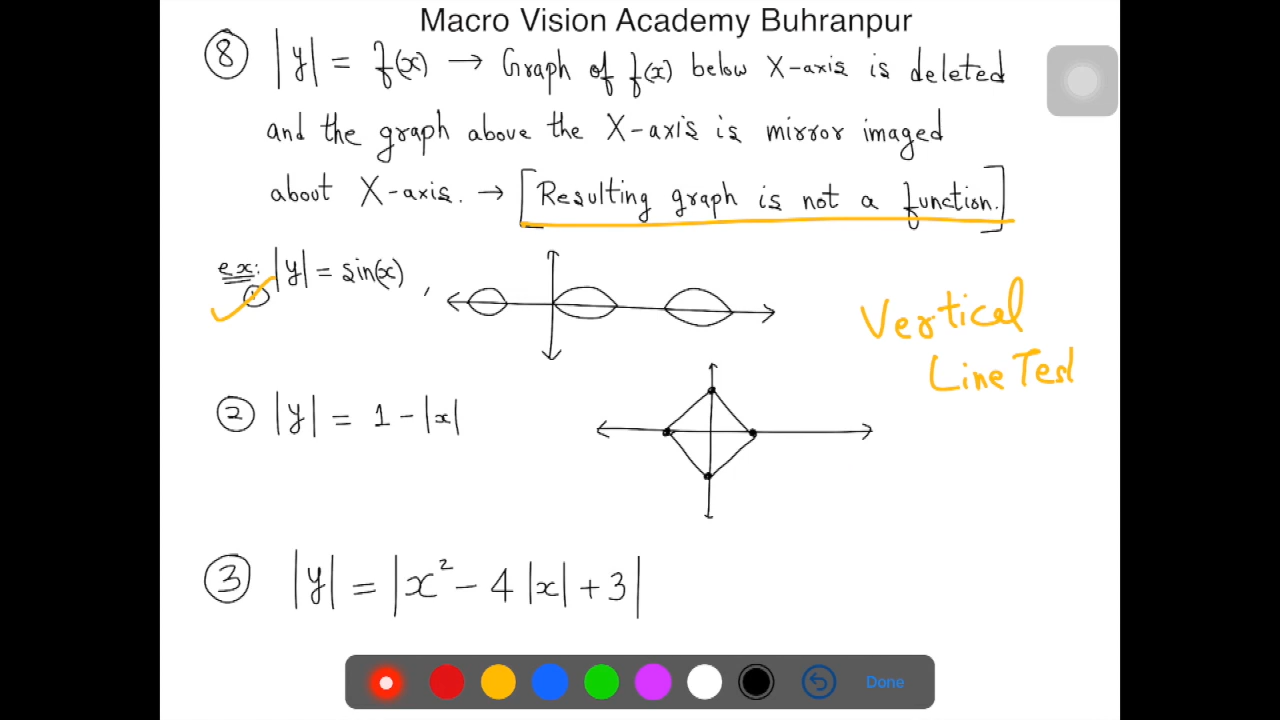 Macro Vision Academy Buhranpur
⑧ |y| = f(x) → Graph of f(x) below X-axis is deleted
and the graph above the X-axis is mirror imaged
about X-axis. → [Resulting graph is not a function.]
ex: ① |y| = sin(x) ,
Vertical
Line Test
② |y| = 1 - |x|
③ |y| = |x² - 4|x| + 3|
Done